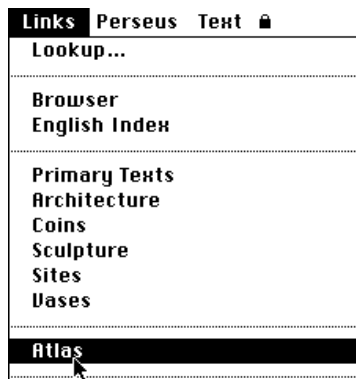 Links Perseus Text
Lookup...
Browser
English Index
Primary Texts
Architecture
Coins
Sculpture
Sites
Vases
Atlas